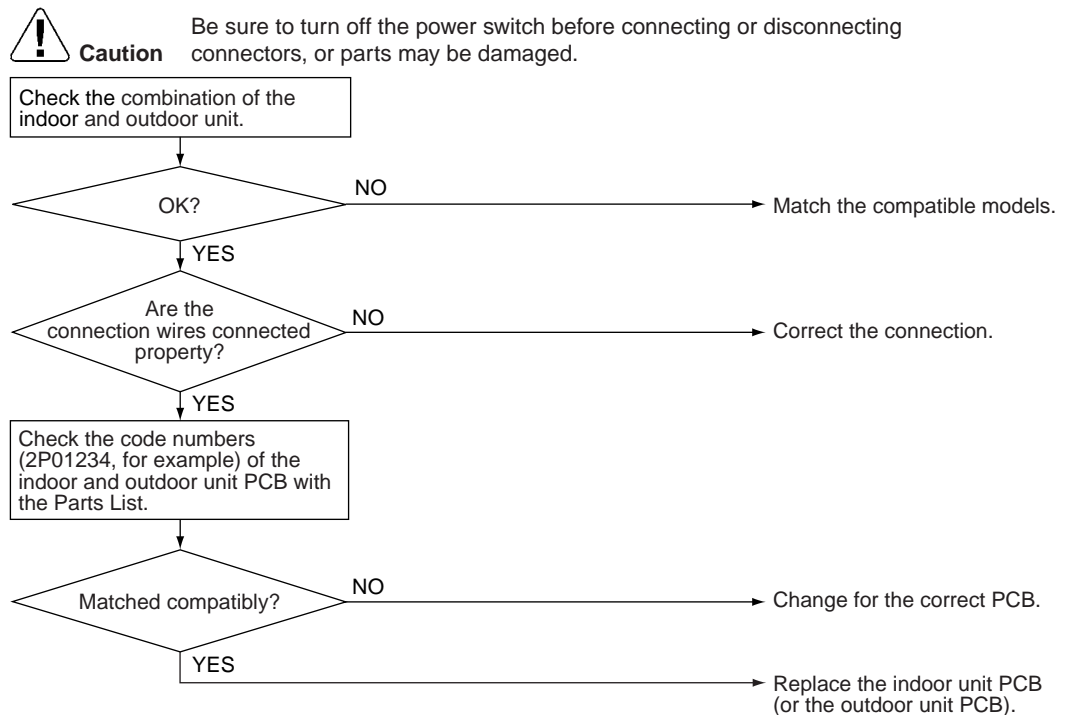 Be sure to turn off the power switch before connecting or disconnecting
Caution connectors, or parts may be damaged.
Check the combination of the
indoor and outdoor unit.
OK?
NO
Match the compatible models.
YES
Are the
connection wires connected
property?
NO
Correct the connection.
YES
Check the code numbers
(2P01234, for example) of the
indoor and outdoor unit PCB with
the Parts List.
Matched compatibly?
NO
Change for the correct PCB.
YES
Replace the indoor unit PCB
(or the outdoor unit PCB).